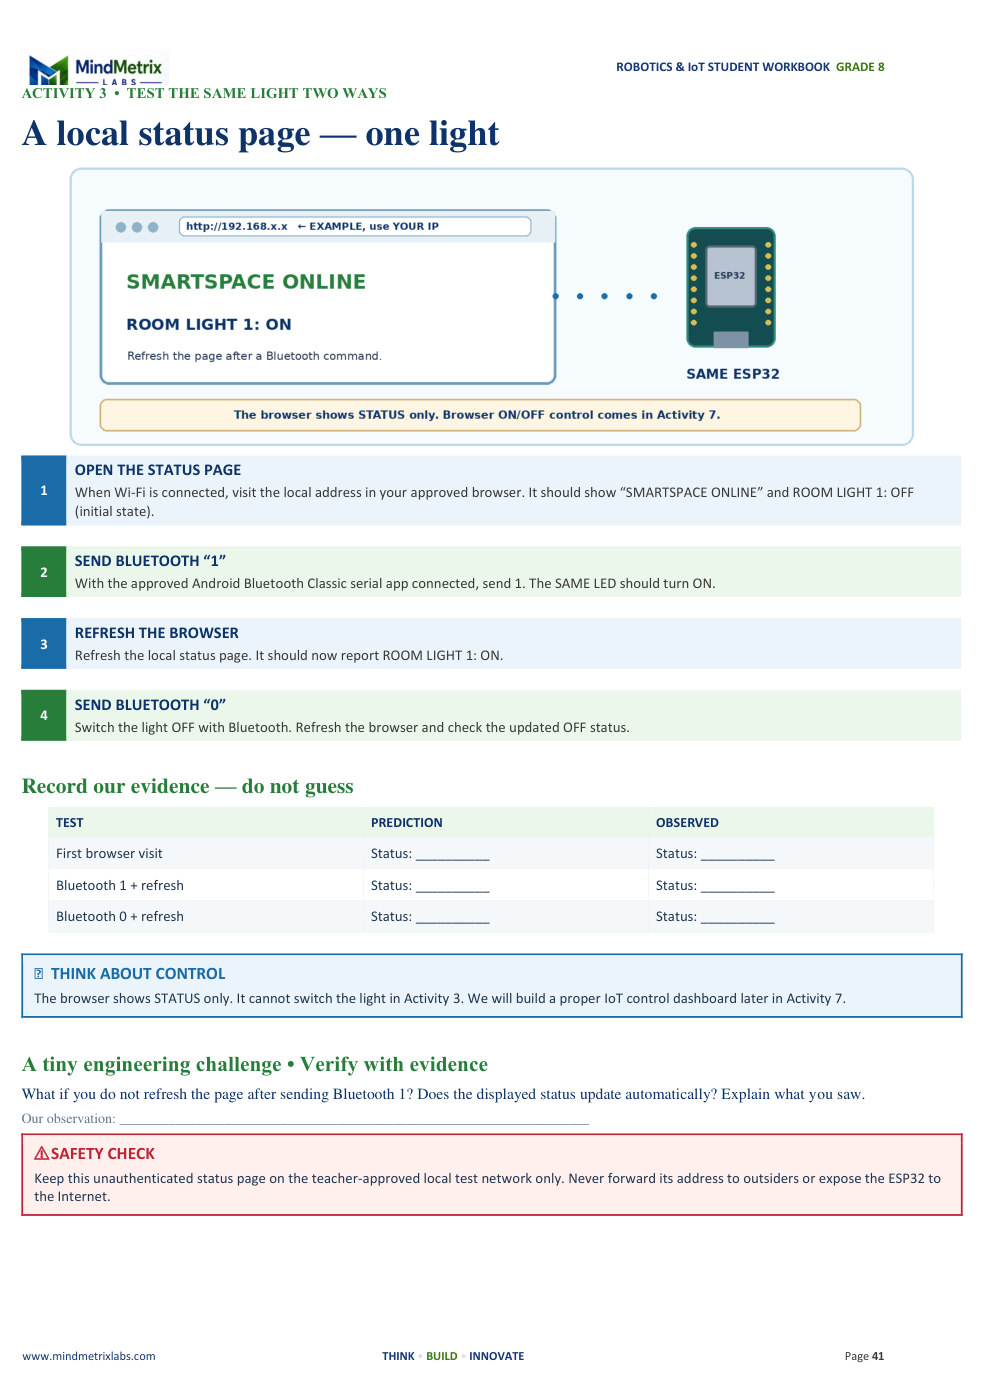 MindMetrix
LABS
ROBOTICS & IoT STUDENT WORKBOOK GRADE 8
ACTIVITY 3 • TEST THE SAME LIGHT TWO WAYS
A local status page — one light
http://192.168.x.x ← EXAMPLE, use YOUR IP
SMARTSPACE ONLINE
ROOM LIGHT 1: ON
Refresh the page after a Bluetooth command.
ESP32
SAME ESP32
The browser shows STATUS only. Browser ON/OFF control comes in Activity 7.
1
OPEN THE STATUS PAGE
When Wi-Fi is connected, visit the local address in your approved browser. It should show “SMARTSPACE ONLINE” and ROOM LIGHT 1: OFF
(initial state).
2
SEND BLUETOOTH “1”
With the approved Android Bluetooth Classic serial app connected, send 1. The SAME LED should turn ON.
3
REFRESH THE BROWSER
Refresh the local status page. It should now report ROOM LIGHT 1: ON.
4
SEND BLUETOOTH “0”
Switch the light OFF with Bluetooth. Refresh the browser and check the updated OFF status.
Record our evidence — do not guess
TEST PREDICTION OBSERVED
First browser visit Status: __________ Status: __________
Bluetooth 1 + refresh Status: __________ Status: __________
Bluetooth 0 + refresh Status: __________ Status: __________
THINK ABOUT CONTROL
The browser shows STATUS only. It cannot switch the light in Activity 3. We will build a proper IoT control dashboard later in Activity 7.
A tiny engineering challenge • Verify with evidence
What if you do not refresh the page after sending Bluetooth 1? Does the displayed status update automatically? Explain what you saw.
Our observation: ____________________________________________________________________
⚠SAFETY CHECK
Keep this unauthenticated status page on the teacher-approved local test network only. Never forward its address to outsiders or expose the ESP32 to
the Internet.
www.mindmetrixlabs.com
THINK • BUILD • INNOVATE
Page 41